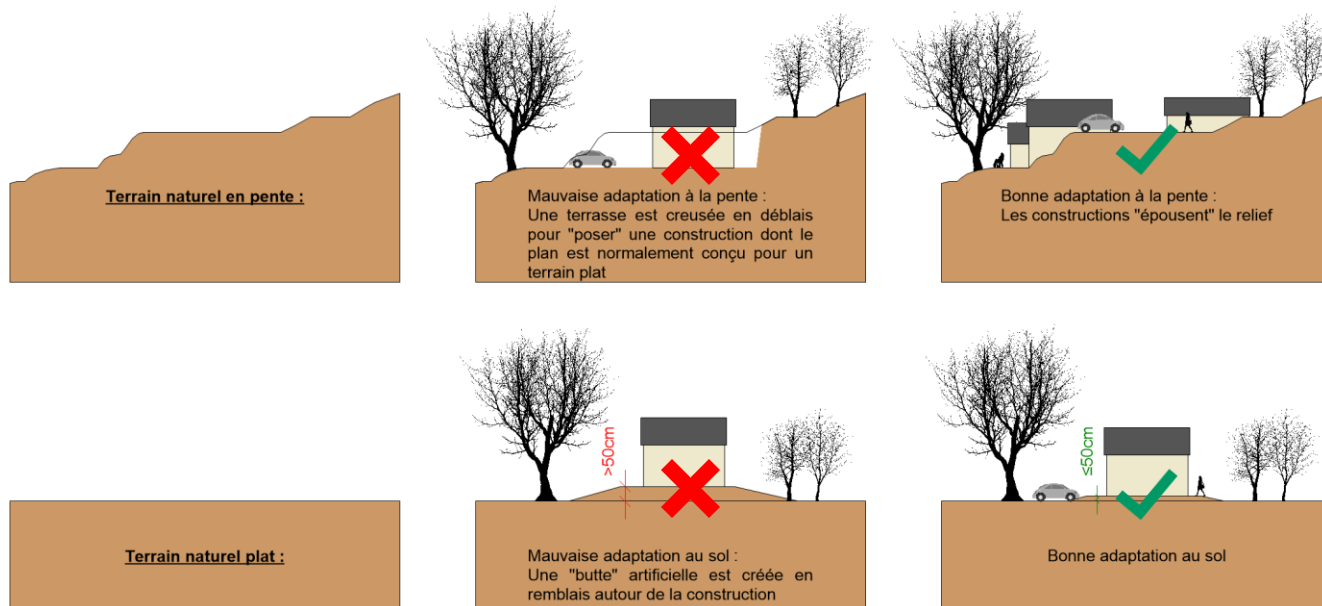 Terrain naturel en pente :
Mauvaise adaptation à la pente :
Une terrasse est creusée en déblais
pour "poser" une construction dont le
plan est normalement conçu pour un
terrain plat
Bonne adaptation à la pente :
Les constructions "épousent" le relief
Terrain naturel plat :
>50cm
Mauvaise adaptation au sol :
Une "butte" artificielle est créée en
remblais autour de la construction
≤50cm
Bonne adaptation au sol